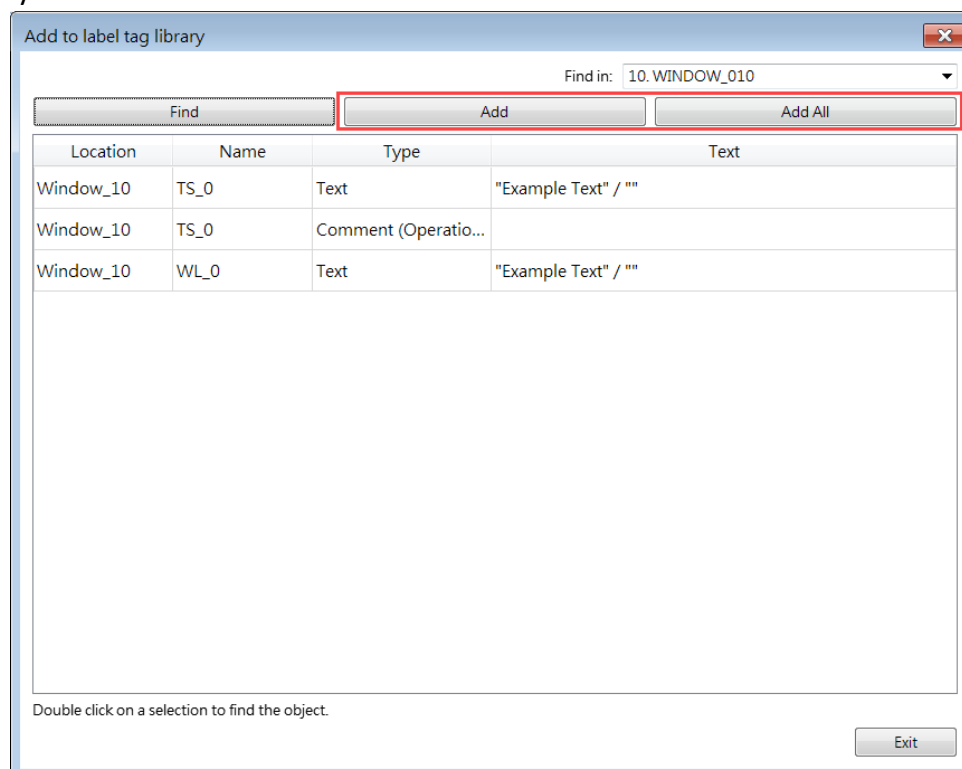 Add to label tag library
Find in: 10. WINDOW_010
Find Add Add All
Location Name Type Text
Window_10 TS_0 Text "Example Text" / ""
Window_10 TS_0 Comment (Operatio...
Window_10 WL_0 Text "Example Text" / ""
Double click on a selection to find the object.
Exit